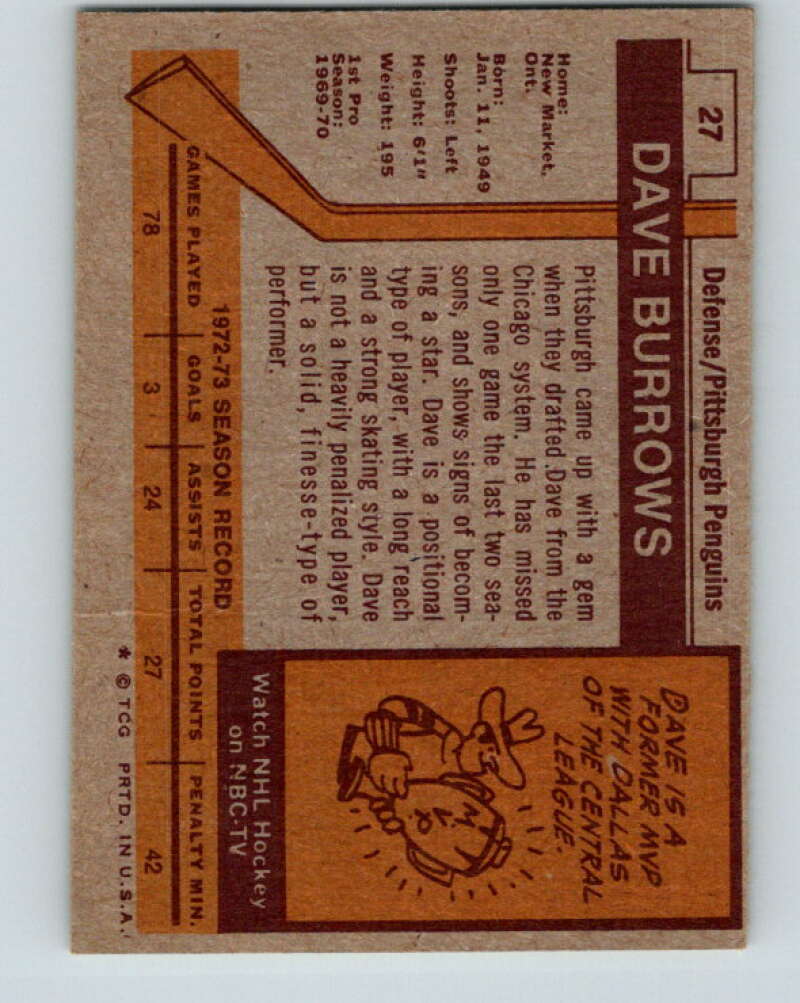 27
Defense/Pittsburgh Penguins
DAVE BURROWS
Home:
New Market,
Ont.
Born:
Jan. 11, 1949
Shoots: Left
Height: 6'1"
Weight: 195
1st Pro
Season:
1969-70
Pittsburgh came up with a gem
when they drafted Dave from the
Chicago system. He has missed
only one game the last two sea-
sons, and shows signs of becom-
ing a star. Dave is a positional
type of player, with a long reach
and a strong skating style. Dave
is not a heavily penalized player,
but a solid, finesse-type of
performer.
DAVE IS A
FORMER MVP
WITH DALLAS
OF THE CENTRAL
LEAGUE.
Watch NHL Hockey
on NBC-TV
1972-73 SEASON RECORD
GAMES PLAYED GOALS ASSISTS TOTAL POINTS PENALTY MIN.
78 3 24 27 42
* © TCG PRTD. IN U.S.A.